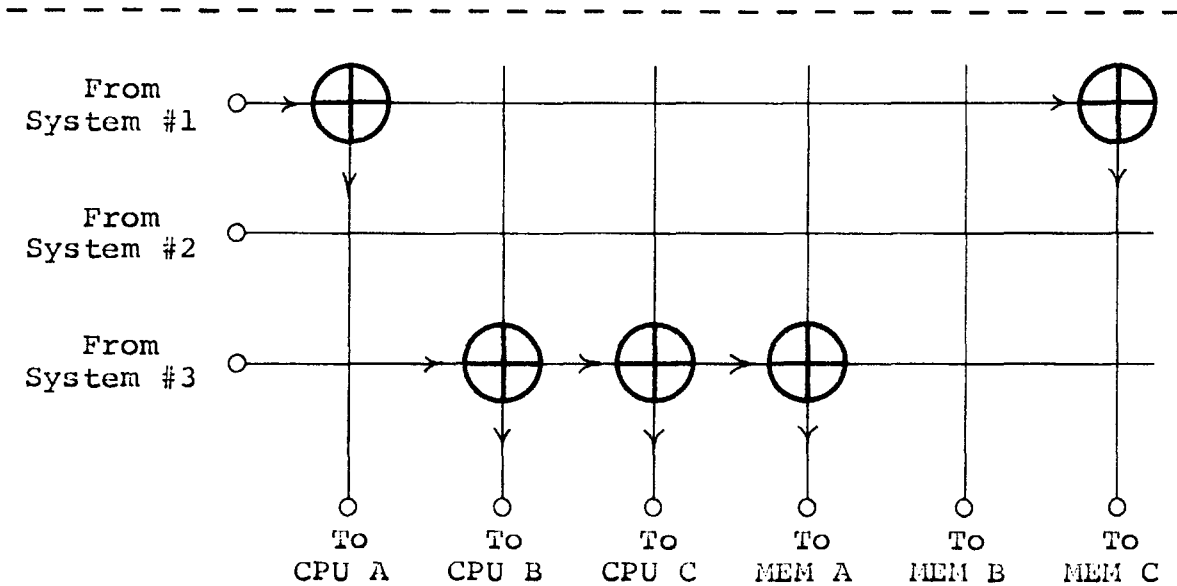 From
System #1
From
System #2
From
System #3
To To To To To To
CPU A CPU B CPU C MEM A MEM B MEM C